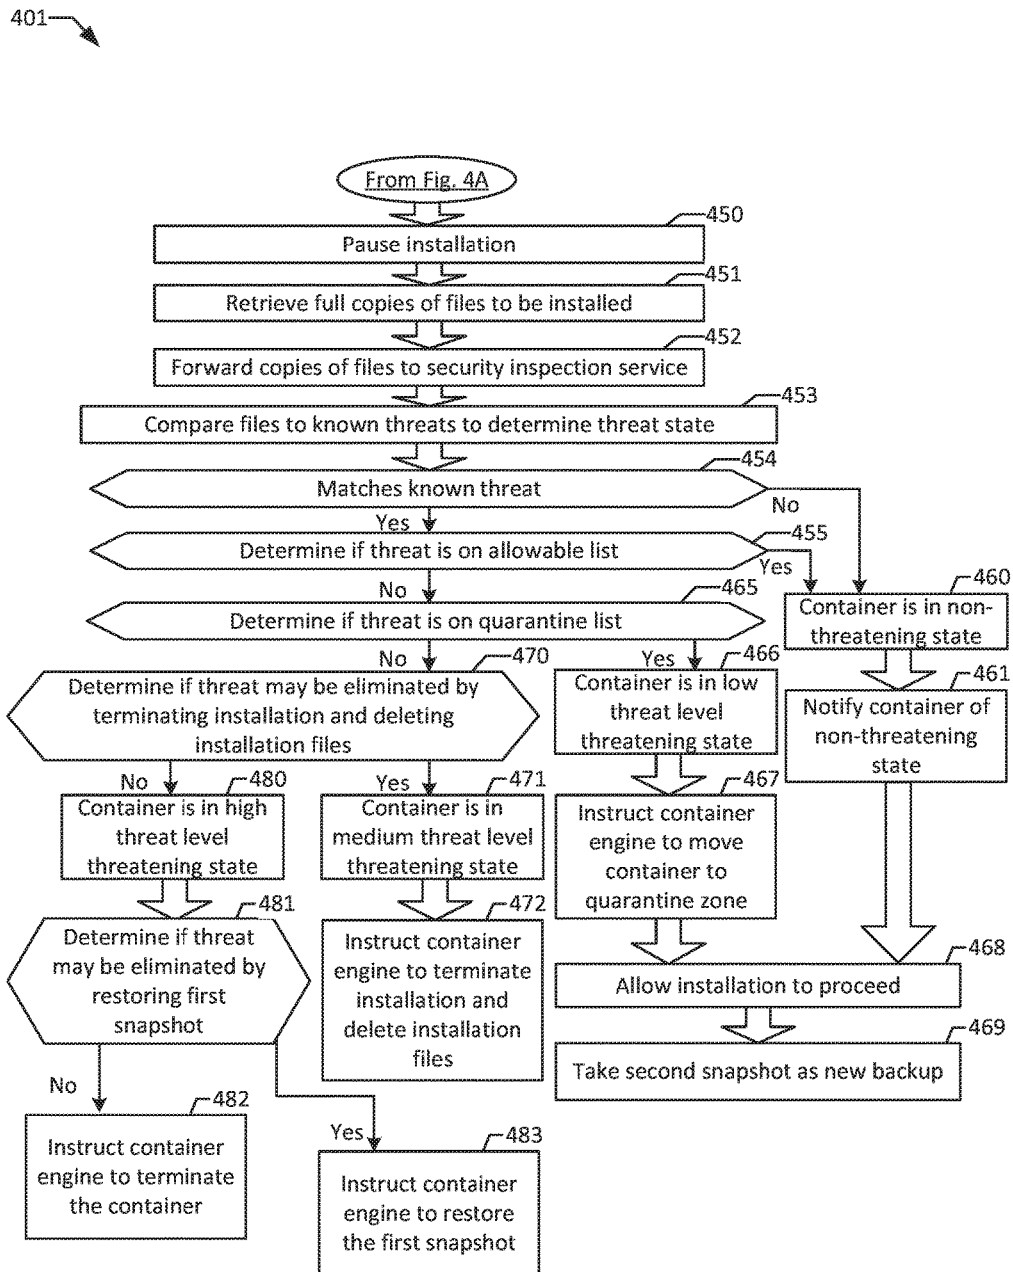 401
From Fig. 4A
450
Pause installation
451
Retrieve full copies of files to be installed
452
Forward copies of files to security inspection service
453
Compare files to known threats to determine threat state
454
Matches known threat
No
Yes
455
Determine if threat is on allowable list
Yes
No
465
Determine if threat is on quarantine list
460
Container is in non-
threatening state
No
470
Determine if threat may be eliminated by
terminating installation and deleting
installation files
Yes
466
Container is in low
threat level
threatening state
461
Notify container of
non-threatening
state
No
480
Container is in high
threat level
threatening state
Yes
471
Container is in
medium threat level
threatening state
467
Instruct container
engine to move
container to
quarantine zone
481
Determine if threat
may be eliminated by
restoring first
snapshot
472
Instruct container
engine to terminate
installation and
delete installation
files
468
Allow installation to proceed
469
Take second snapshot as new backup
No
482
Instruct container
engine to terminate
the container
Yes
483
Instruct container
engine to restore
the first snapshot